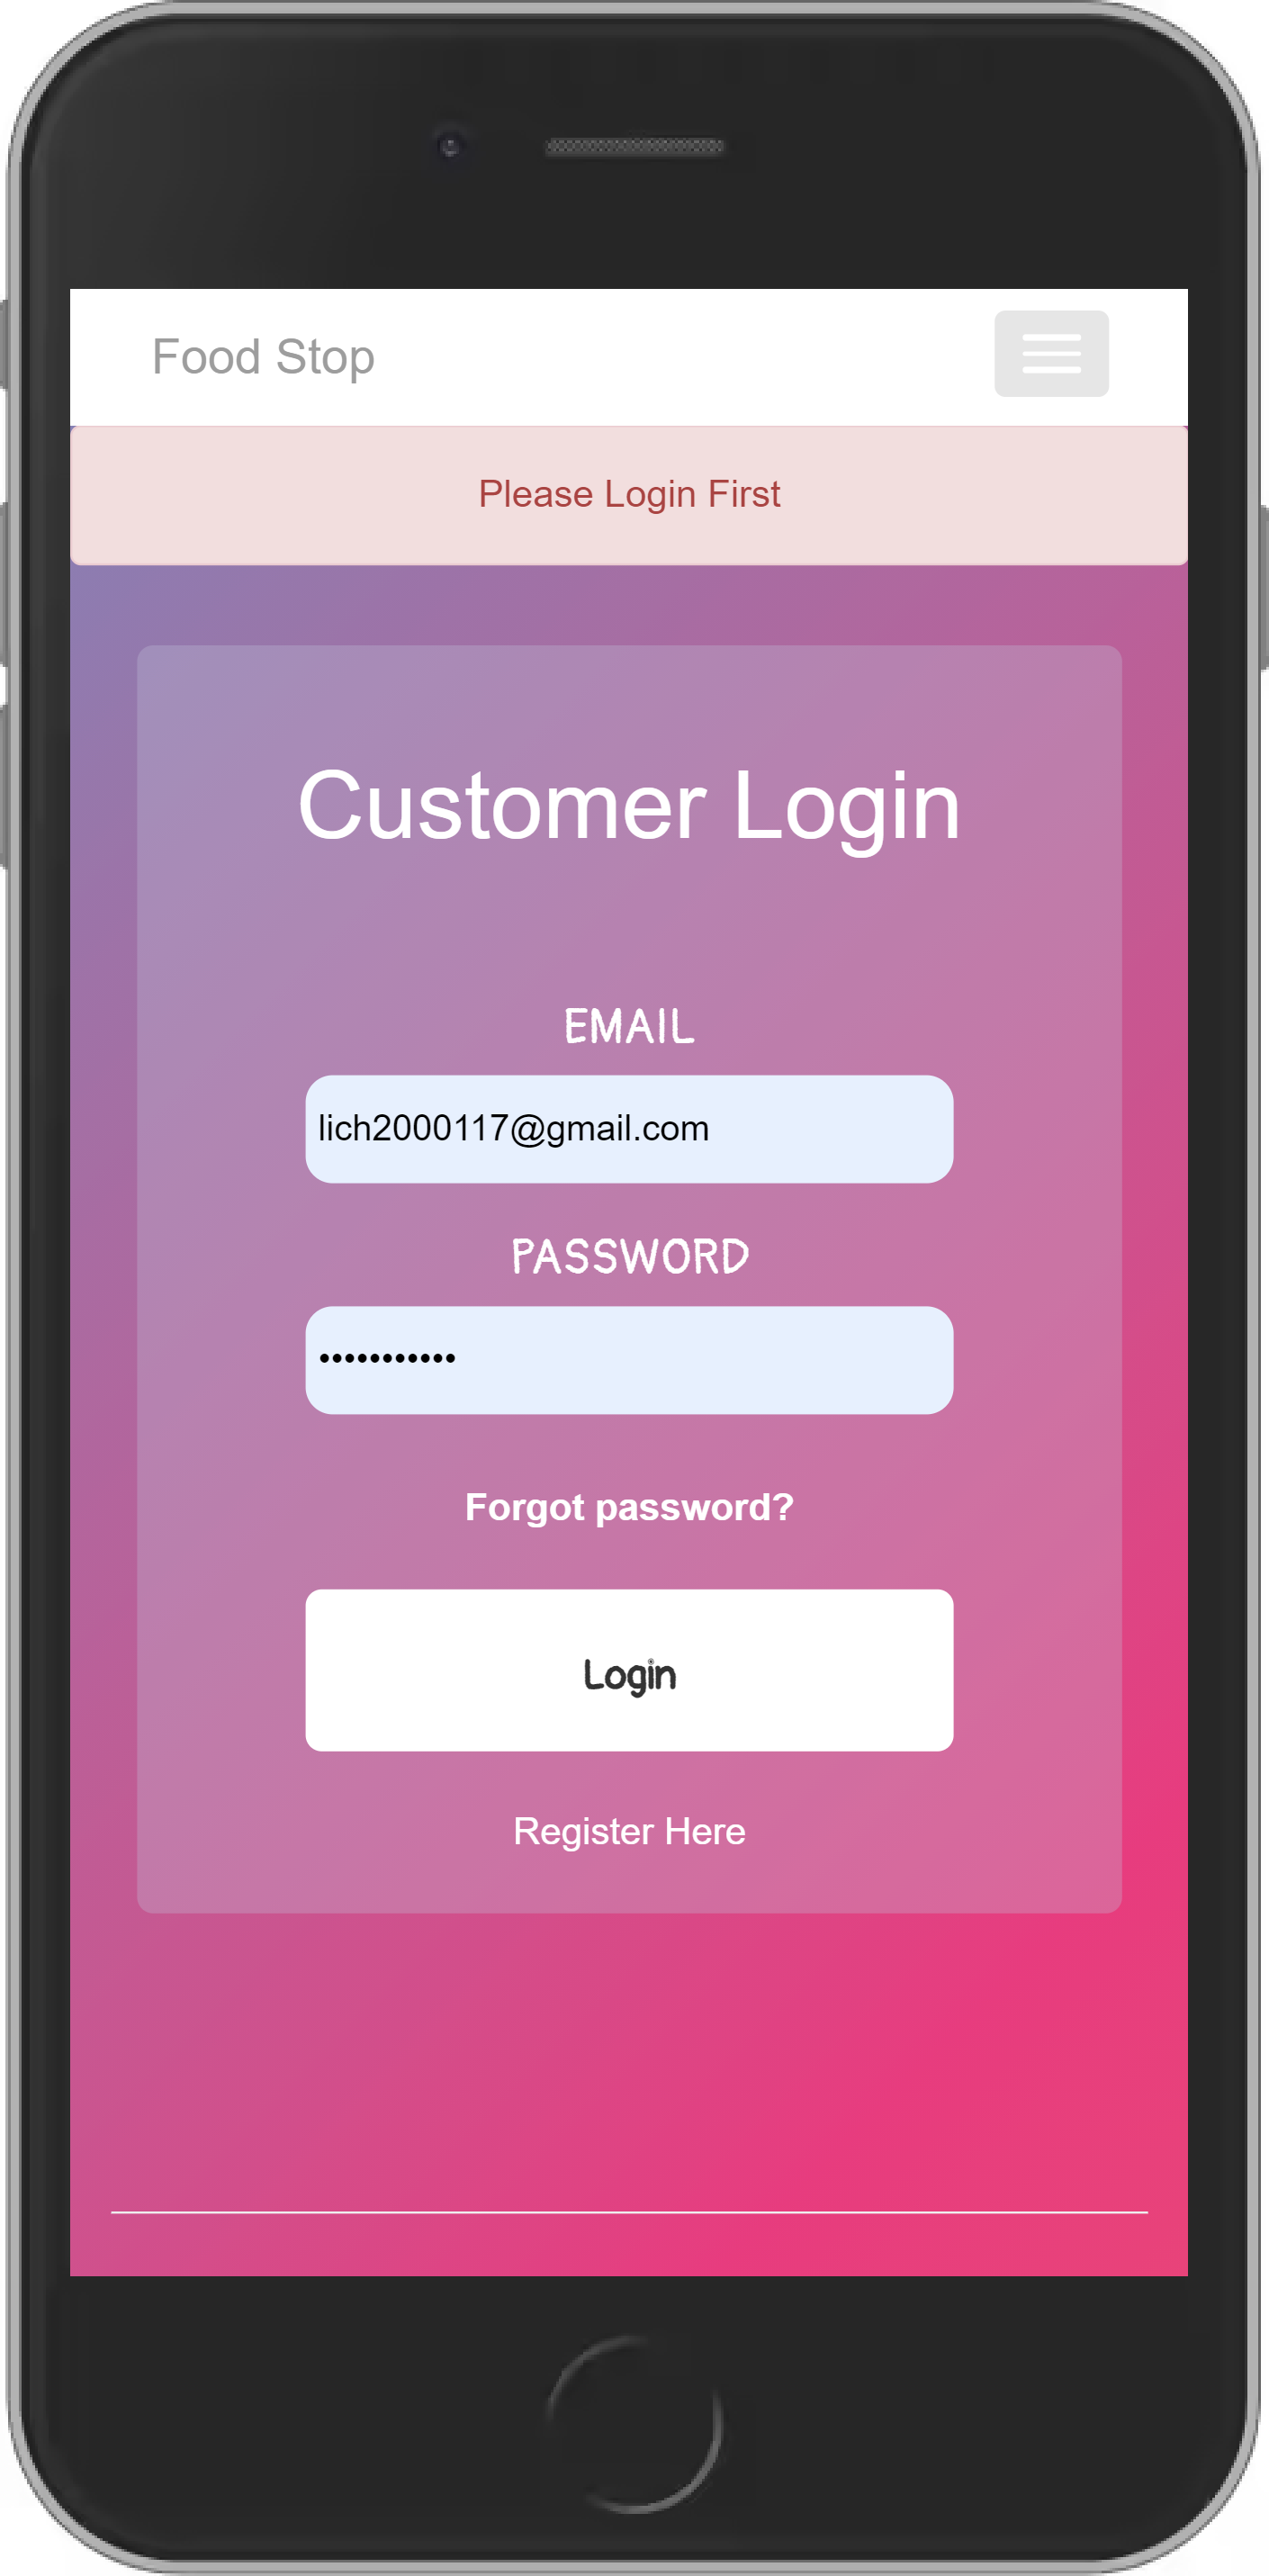 Food Stop
Please Login First
Customer Login
EMAIL
lich2000117@gmail.com
PASSWORD
•••••••••••
Forgot password?
Login
Register Here